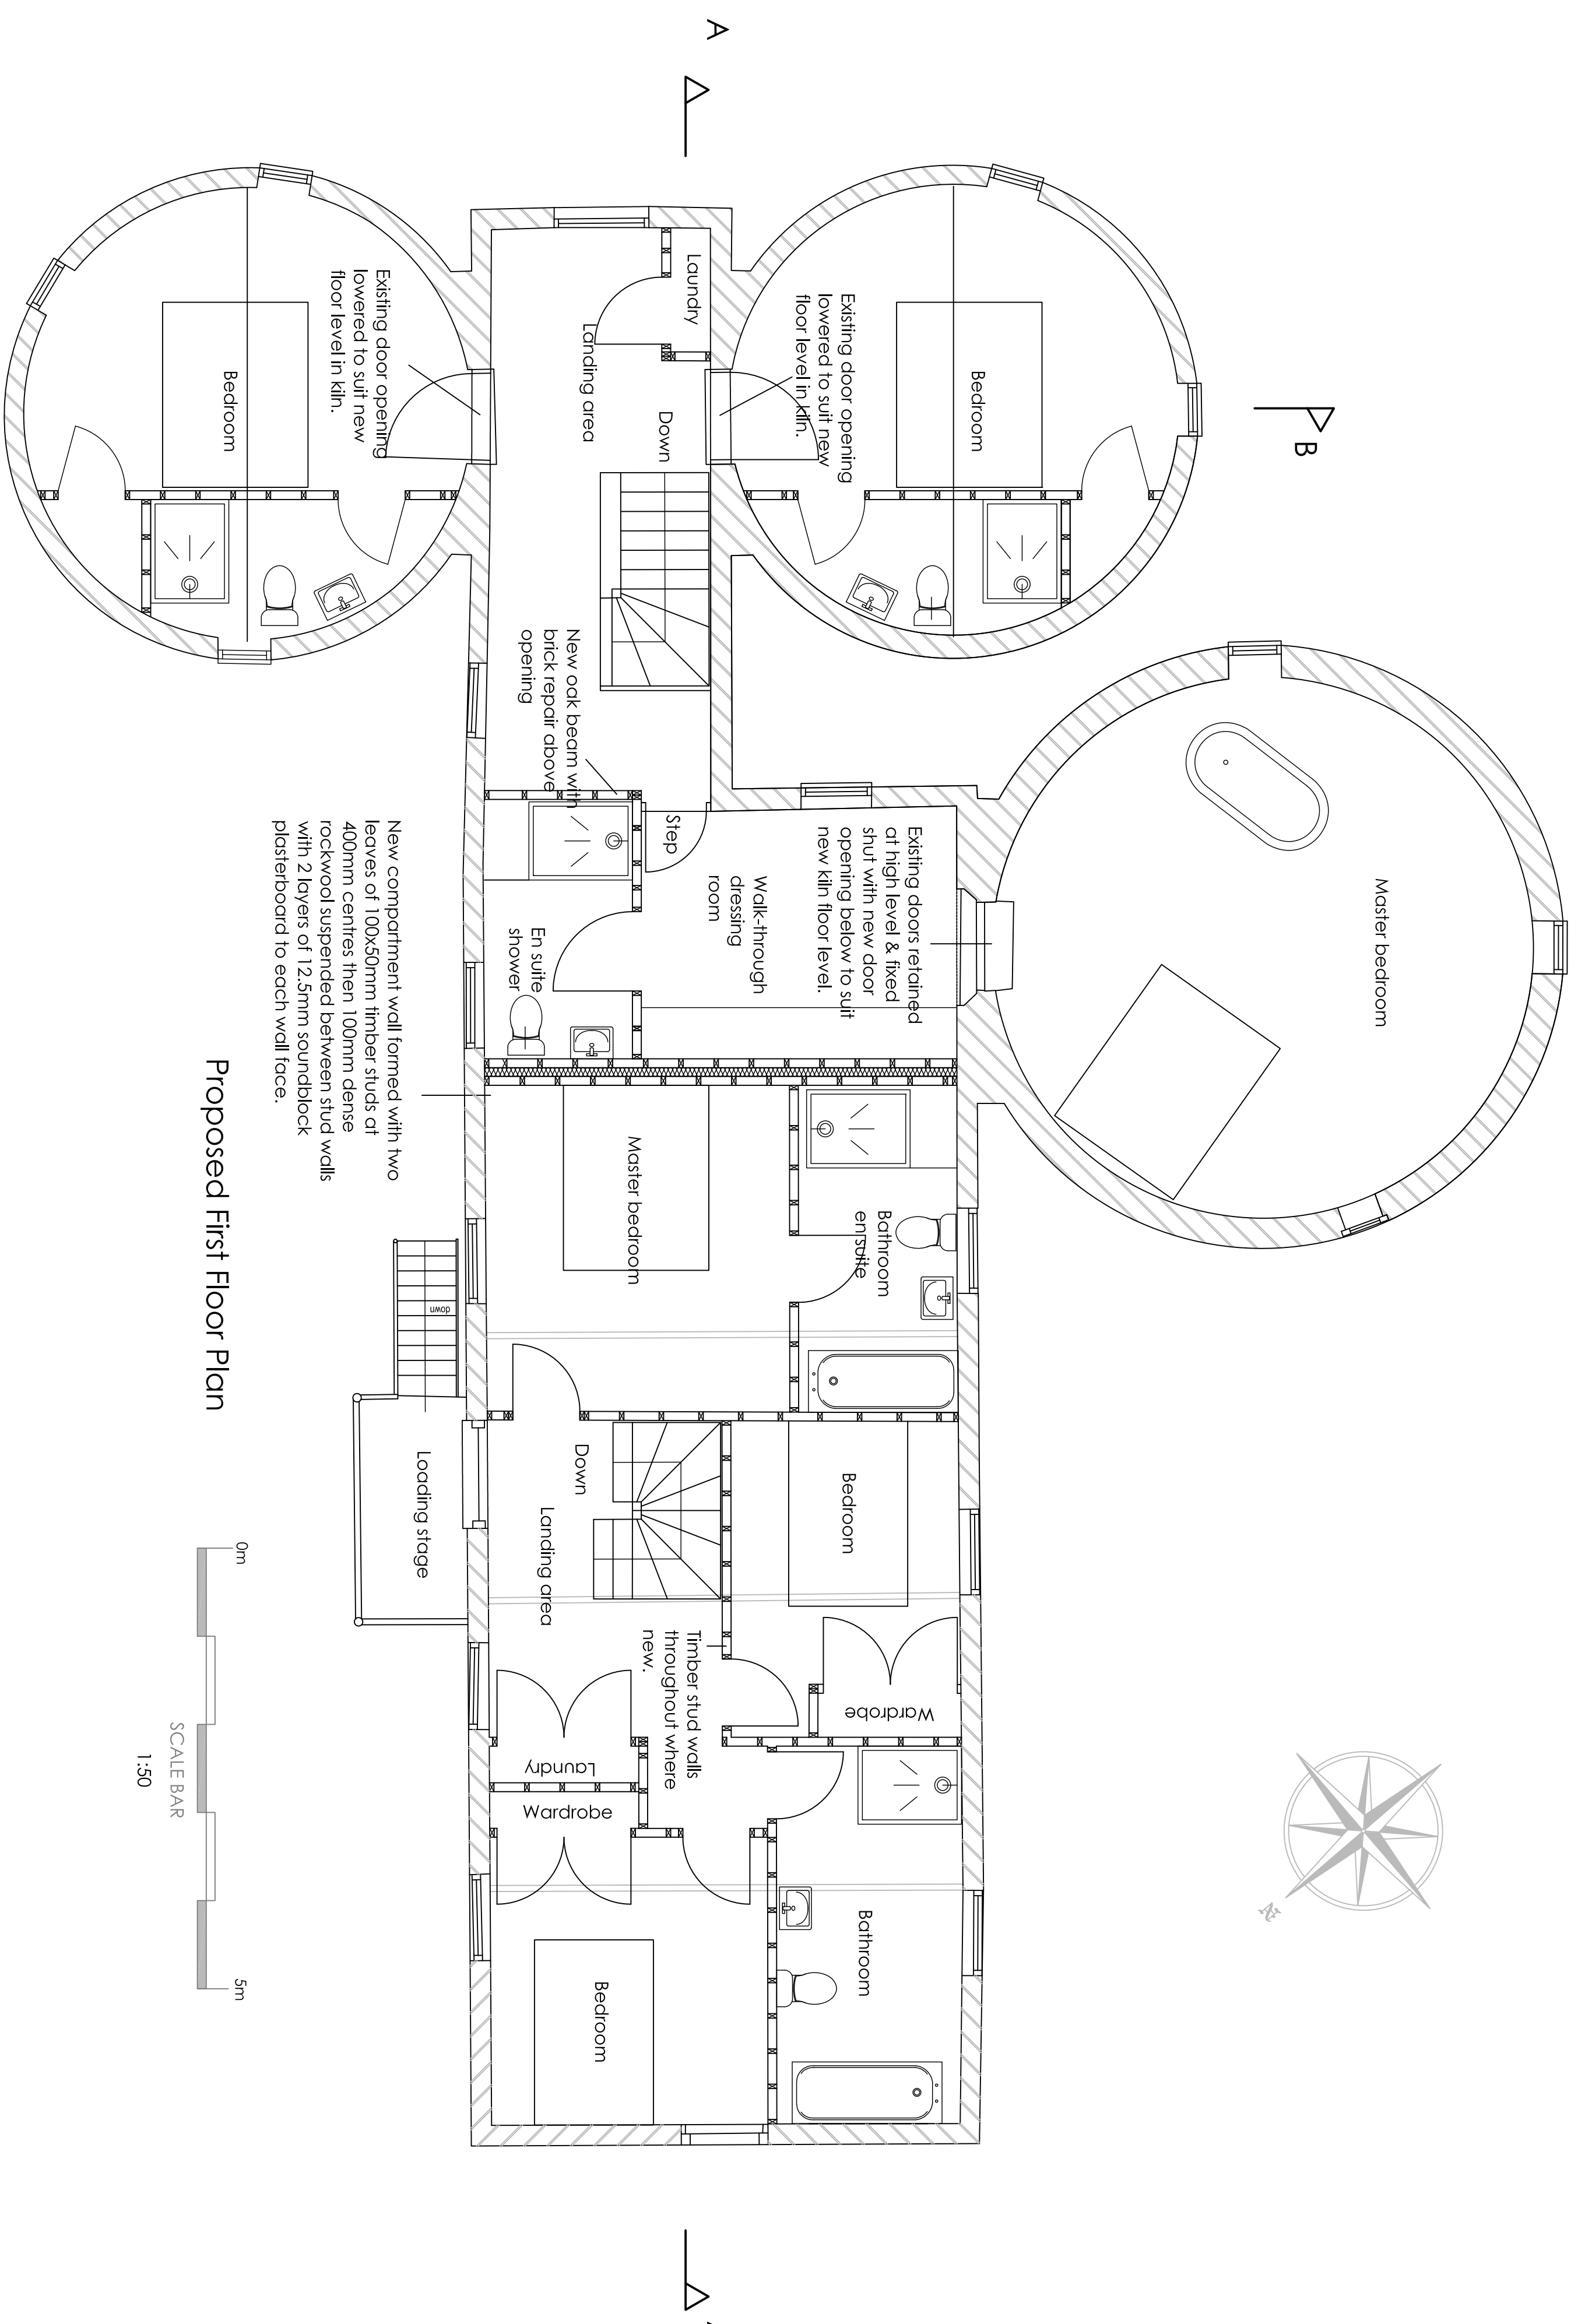 A
B
Bedroom
Existing door opening
lowered to suit new
floor level in kiln.
Laundry
Landing area
Down
Existing door opening
lowered to suit new
floor level in kiln.
Bedroom
Master bedroom
New oak beam with
brick repair above
opening
Step
Walk-through
dressing
room
Existing doors retained
at high level & fixed
shut with new door
opening below to suit
new kiln floor level.
En suite
shower
New compartment wall formed with two
leaves of 100x50mm timber studs at
400mm centres then 100mm dense
rockwool suspended between stud walls
with 2 layers of 12.5mm soundblock
plasterboard to each wall face.
Master bedroom
Bathroom
en suite
down
Loading stage
Down
Landing area
Bedroom
Wardrobe
Timber stud walls
throughout where
new.
Laundry
Wardrobe
Bathroom
Bedroom
Proposed First Floor Plan
0m
5m
SCALE BAR
1:50
N